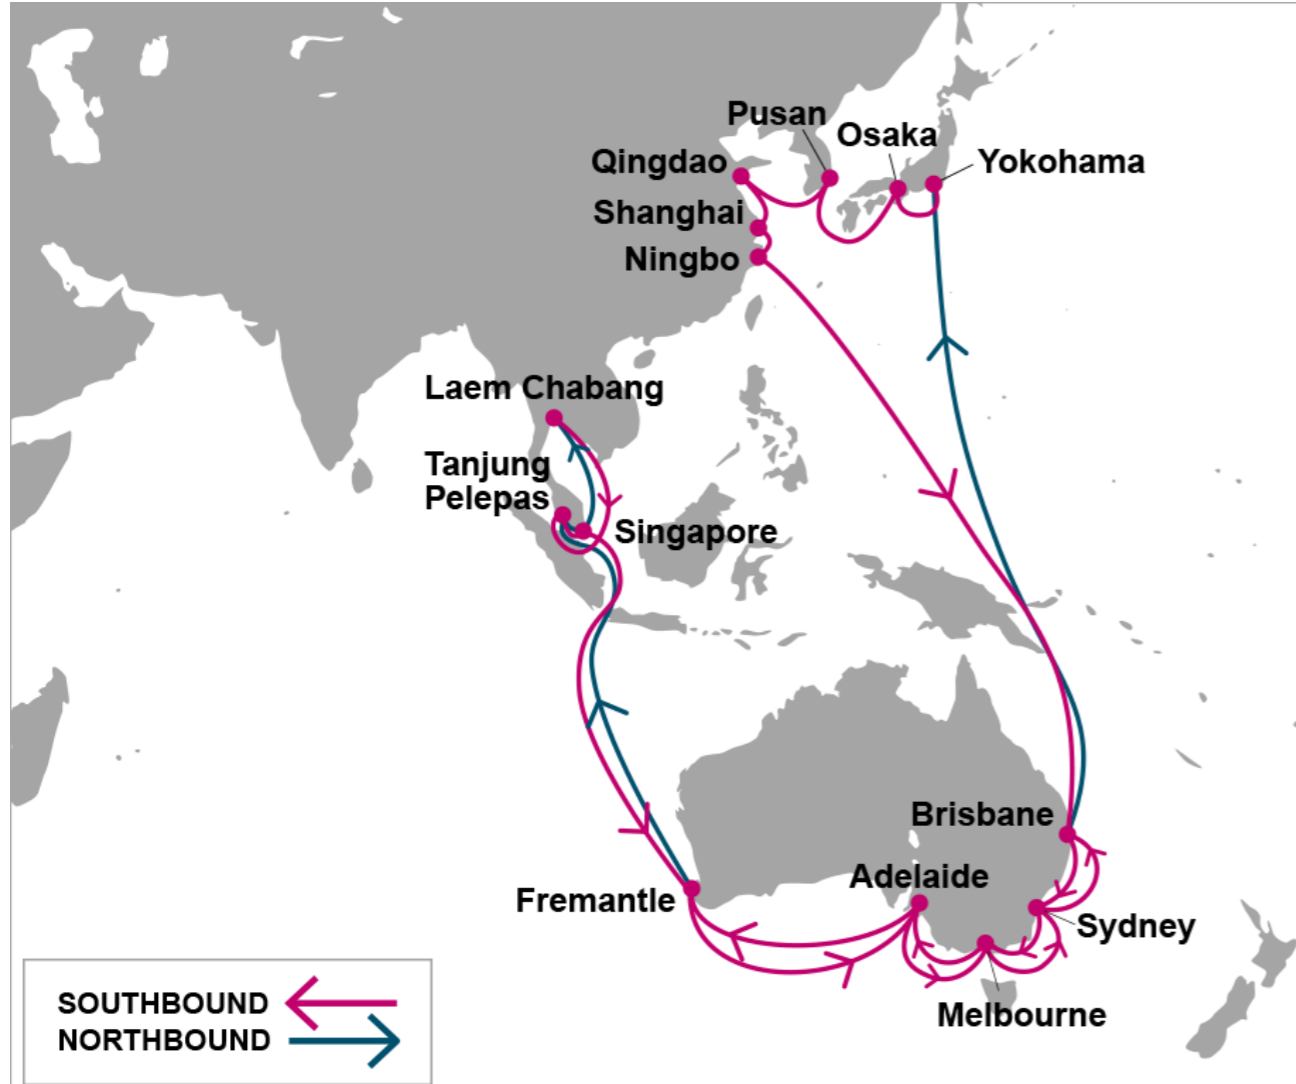 Pusan
Osaka
Qingdao
Yokohama
Shanghai
Ningbo
Laem Chabang
Tanjung
Pelepas
Singapore
Brisbane
Adelaide
Fremantle
Sydney
Melbourne
SOUTHBOUND
NORTHBOUND